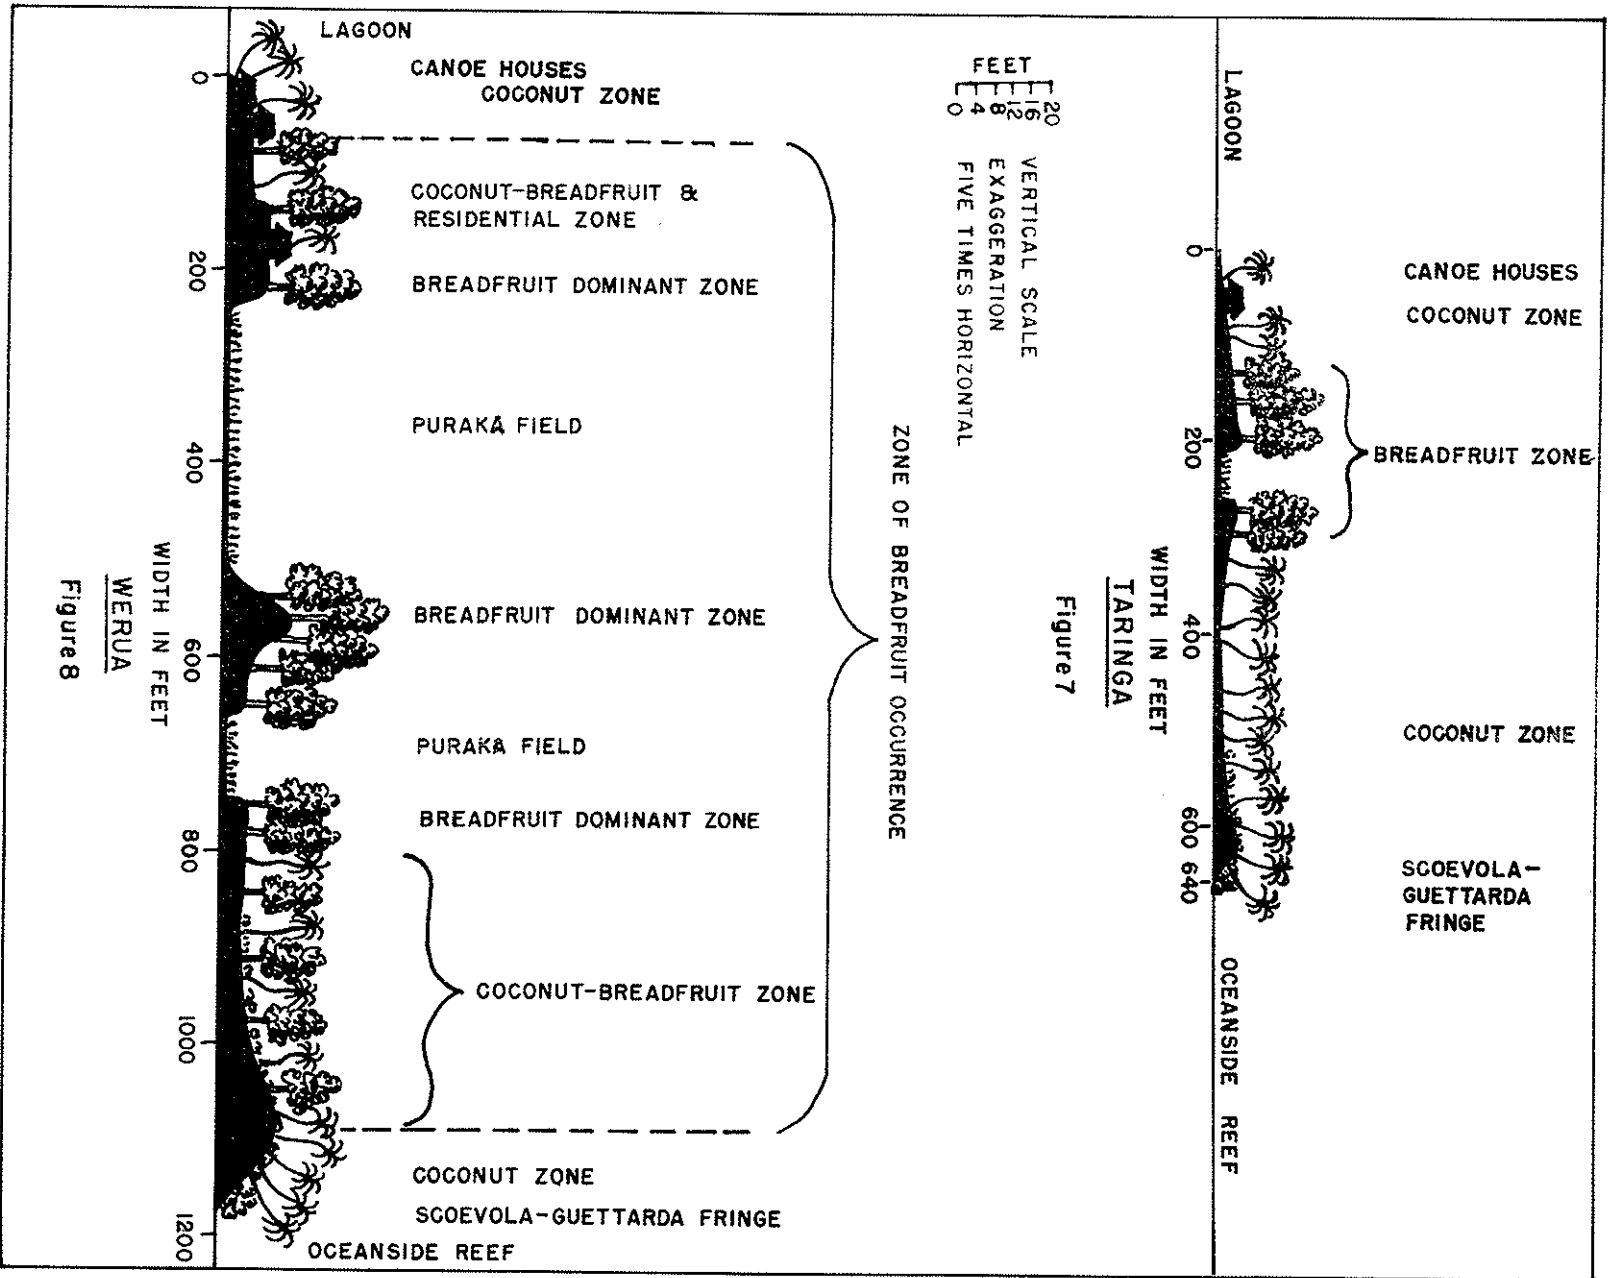 LAGOON
CANOE HOUSES
COCONUT ZONE
COCONUT-BREADFRUIT &
RESIDENTIAL ZONE
BREADFRUIT DOMINANT ZONE
PURAKA FIELD
BREADFRUIT DOMINANT ZONE
PURAKA FIELD
BREADFRUIT DOMINANT ZONE
COCONUT-BREADFRUIT ZONE
COCONUT ZONE
SCOEVOLA-GUETTARDA FRINGE
OCEANSIDE REEF
ZONE OF BREADFRUIT OCCURRENCE
0
200
400
600
800
1000
1200
WIDTH IN FEET
WERUA
Figure 8
FEET
0 4 8 12 16 20
VERTICAL SCALE
EXAGGERATION
FIVE TIMES HORIZONTAL
LAGOON
CANOE HOUSES
COCONUT ZONE
BREADFRUIT ZONE
COCONUT ZONE
SCOEVOLA-
GUETTARDA
FRINGE
OCEANSIDE REEF
0
200
400
600
640
WIDTH IN FEET
TARINGA
Figure 7